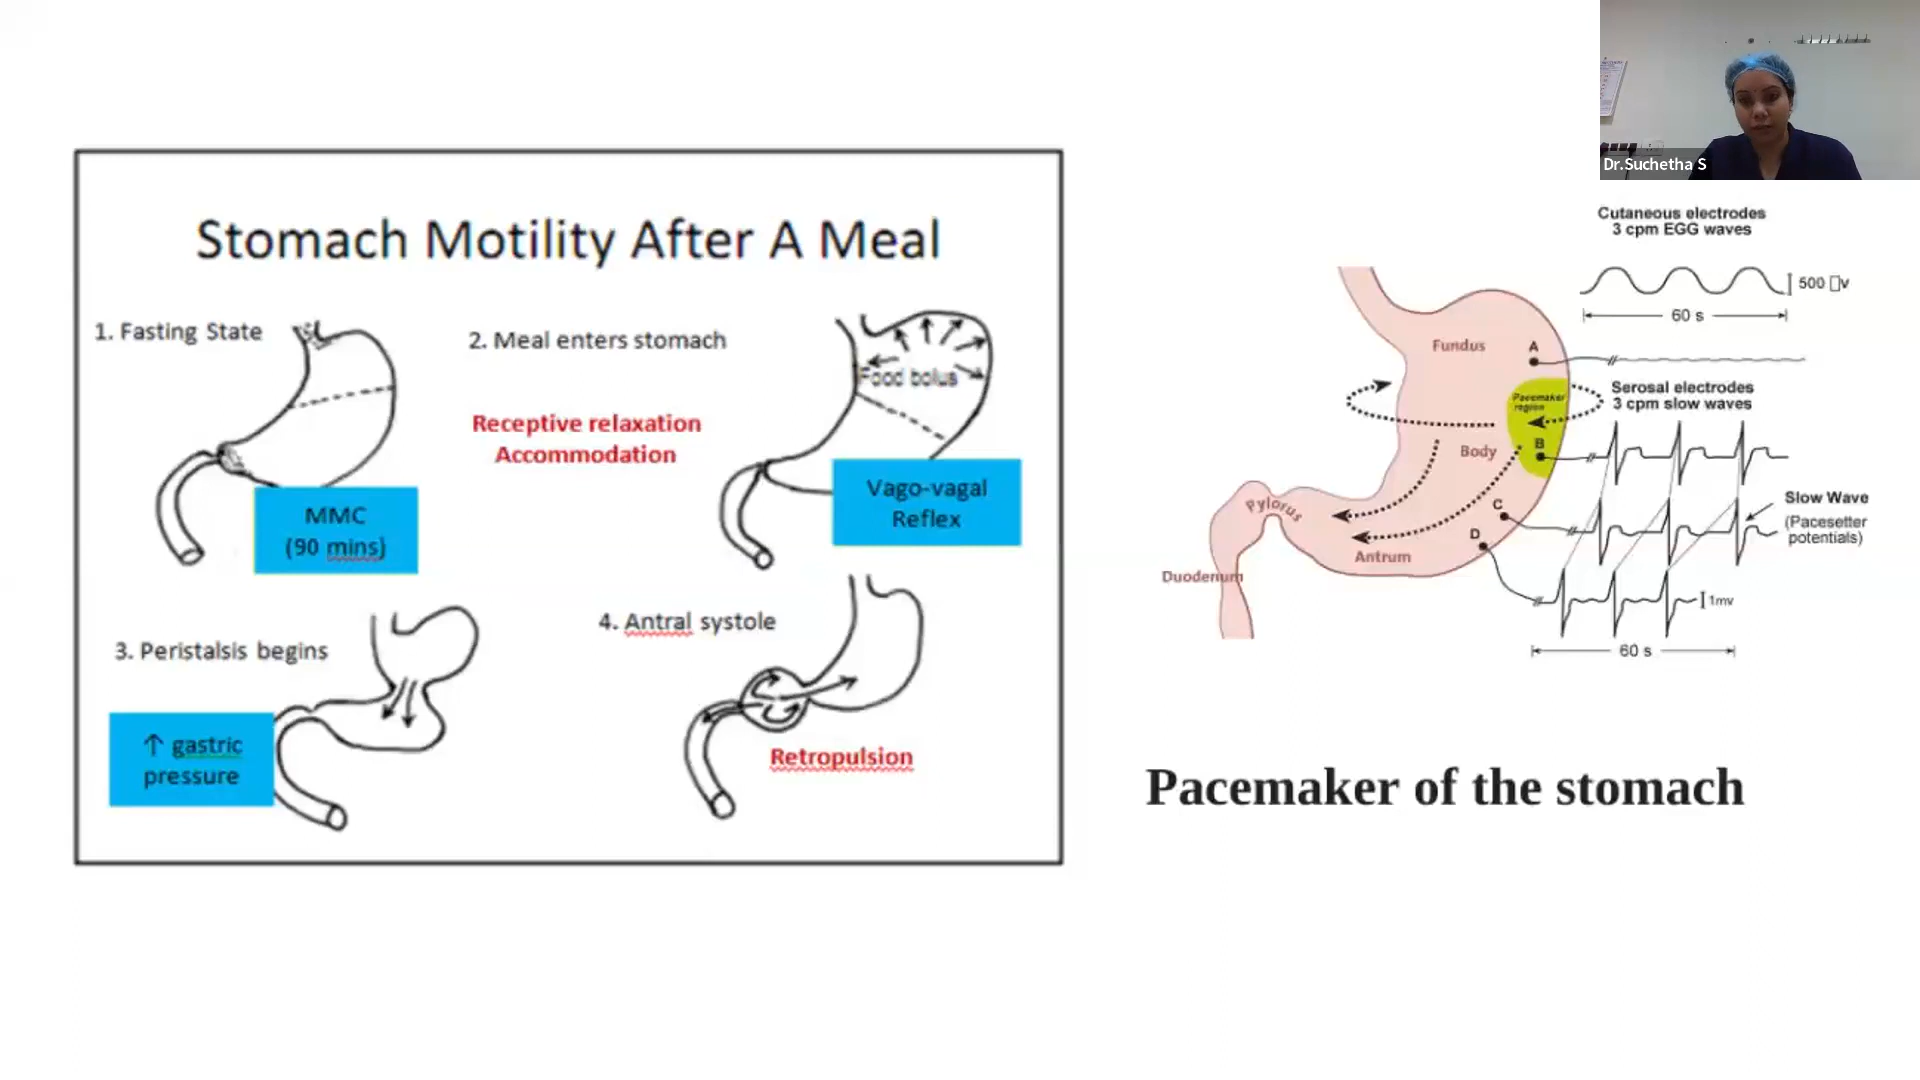 Dr.Suchetha S
Stomach Motility After A Meal
1. Fasting State
MMC
(90 mins)
2. Meal enters stomach
Receptive relaxation
Accommodation
Food bolus
Vago-vagal
Reflex
3. Peristalsis begins
↑ gastric
pressure
4. Antral systole
Retropulsion
Cutaneous electrodes
3 cpm EGG waves
500 □v
60 s
Fundus
A
Pacemaker
region
Serosal electrodes
3 cpm slow waves
B
Body
C
D
Slow Wave
(Pacesetter
potentials)
Pylorus
Antrum
Duodenum
1mv
60 s
Pacemaker of the stomach